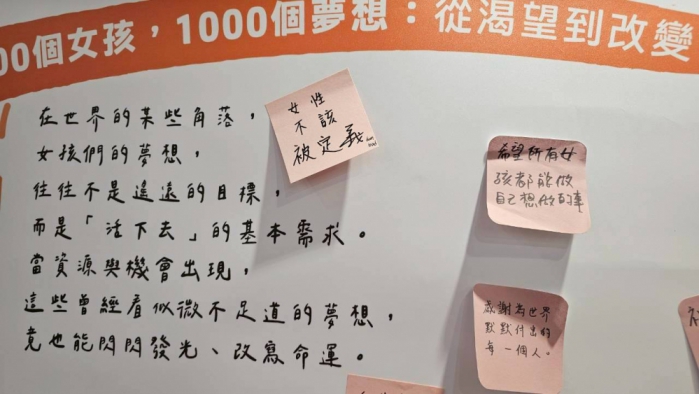 00個女孩，1000個夢想：從渴望到改變
在世界的某些角落，
女孩們的夢想，
往往不是遙遠的目標，
而是「活下去」的基本需求。
當資源與機會出現，
這些曾經看似微不足道的夢想，
竟也能閃閃發光、改寫命運。
女性
不該
被定義
希望所有女
孩都能做
自己想做的事
感謝為世界
默默付出的
每一個人。